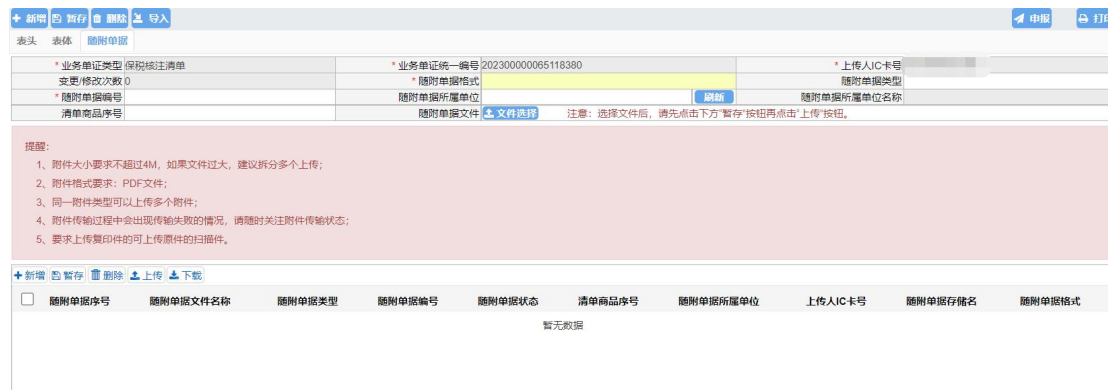 新增 暂存 删除 导入 申报 打印
表头 表体 随附单据
* 业务单证类型 保税核注清单 * 业务单证统一编号 202300000065118380 * 上传人IC卡号
变更/修改次数 0 * 随附单据格式 随附单据类型
* 随附单据编号 随附单据所属单位 刷新 随附单据所属单位名称
清单商品序号 随附单据文件 文件选择 注意：选择文件后，请先点击下方"暂存"按钮再点击"上传"按钮。
提醒：
1、附件大小要求不超过4M，如果文件过大，建议拆分多个上传；
2、附件格式要求：PDF文件；
3、同一附件类型可以上传多个附件；
4、附件传输过程中会出现传输失败的情况，请随时关注附件传输状态；
5、要求上传复印件的可上传原件的扫描件。
新增 暂存 删除 上传 下载
随附单据序号 随附单据文件名称 随附单据类型 随附单据编号 随附单据状态 清单商品序号 随附单据所属单位 上传人IC卡号 随附单据存储名 随附单据格式
暂无数据